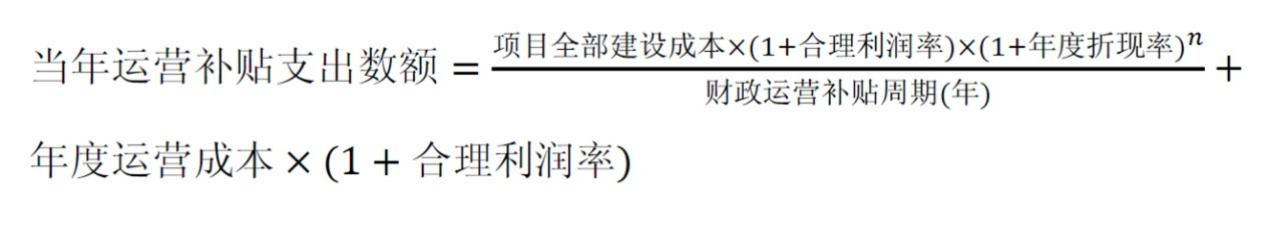 当年运营补贴支出数额 = 项目全部建设成本×(1+合理利润率)×(1+年度折现率)ⁿ / 财政运营补贴周期(年) +
年度运营成本 × (1 + 合理利润率)